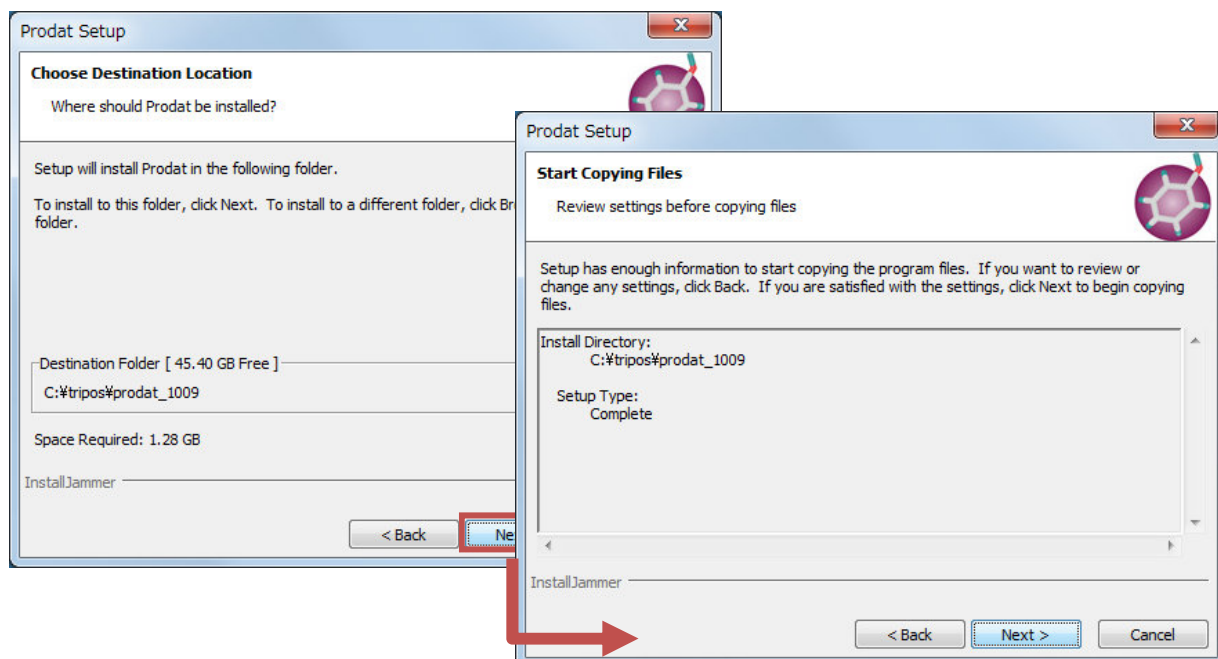 Prodat Setup
Choose Destination Location
Where should Prodat be installed?
Setup will install Prodat in the following folder.
To install to this folder, click Next. To install to a different folder, click
folder.
Destination Folder [ 45.40 GB Free ]
C:¥tripos¥prodat_1009
Space Required: 1.28 GB
InstallJammer
< Back
Prodat Setup
Start Copying Files
Review settings before copying files
Setup has enough information to start copying the program files. If you want to review or
change any settings, click Back. If you are satisfied with the settings, click Next to begin copying
files.
Install Directory:
C:¥tripos¥prodat_1009
Setup Type:
Complete
InstallJammer
< Back Next > Cancel